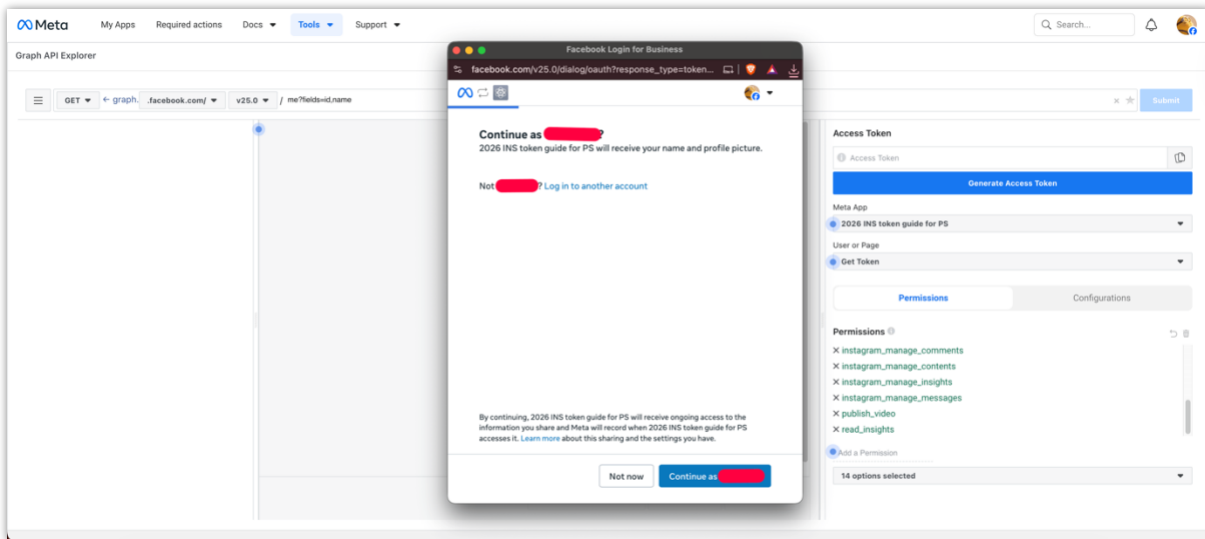 Meta My Apps Required actions Docs Tools Support Search...
Graph API Explorer
Facebook Login for Business
facebook.com/v25.0/dialog/oauth?response_type=token...
GET graph. .facebook.com/ v25.0 / me?fields=id,name Submit
Continue as ?
2026 INS token guide for PS will receive your name and profile picture.
Not ? Log in to another account
By continuing, 2026 INS token guide for PS will receive ongoing access to the
information you share and Meta will record when 2026 INS token guide for PS
accesses it. Learn more about this sharing and the settings you have.
Not now Continue as
Access Token
Access Token
Generate Access Token
Meta App
2026 INS token guide for PS
User or Page
Get Token
Permissions Configurations
Permissions
instagram_manage_comments
instagram_manage_contents
instagram_manage_insights
instagram_manage_messages
publish_video
read_insights
Add a Permission
14 options selected